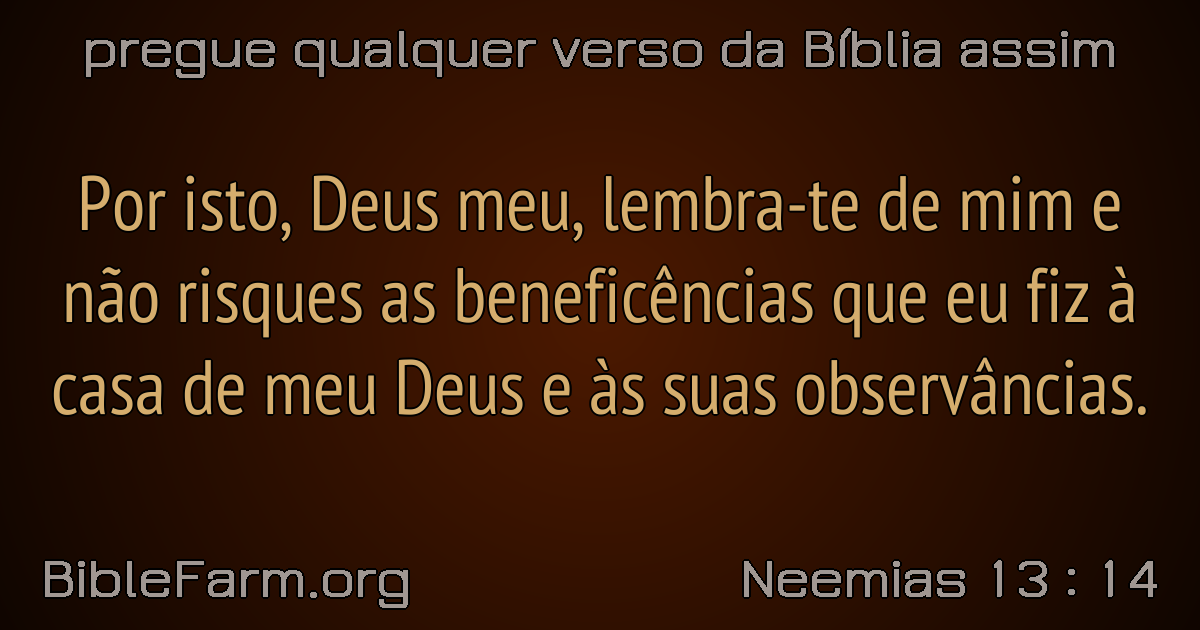 pregue qualquer verso da Bíblia assim
Por isto, Deus meu, lembra-te de mim e
não risques as beneficências que eu fiz à
casa de meu Deus e às suas observâncias.
BibleFarm.org
Neemias 13 : 14